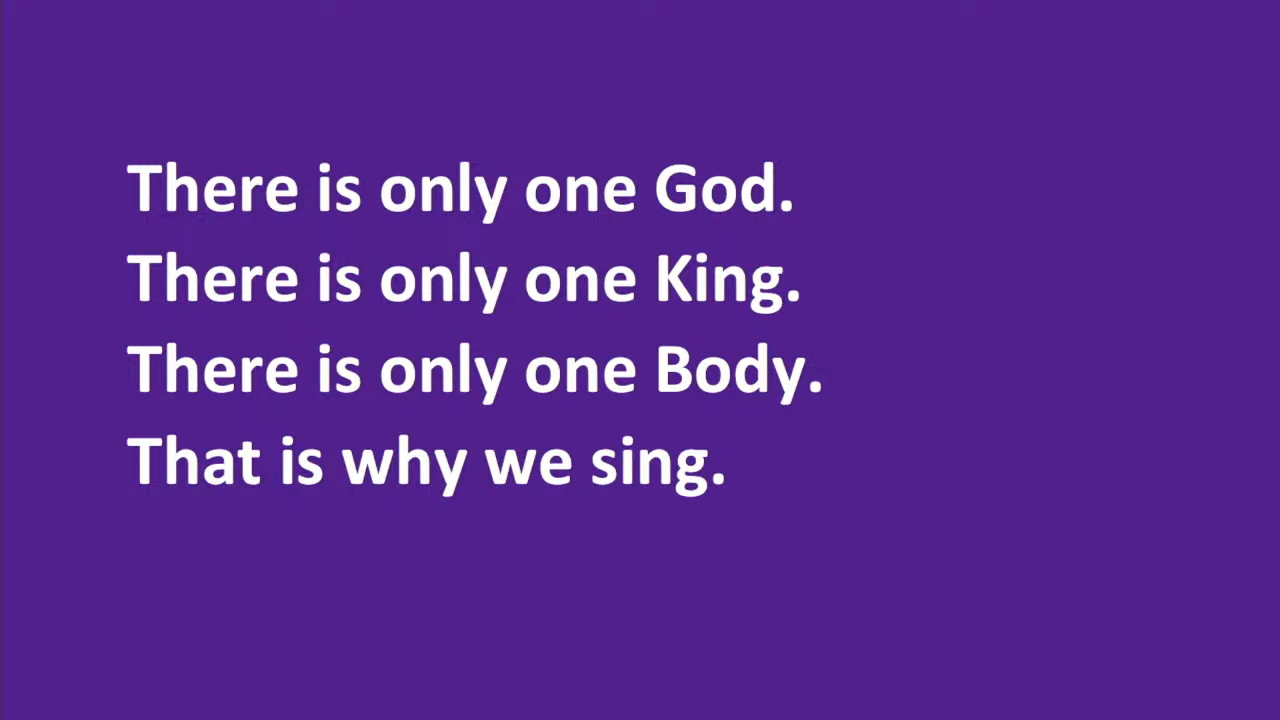 There is only one God.
There is only one King.
There is only one Body.
That is why we sing.